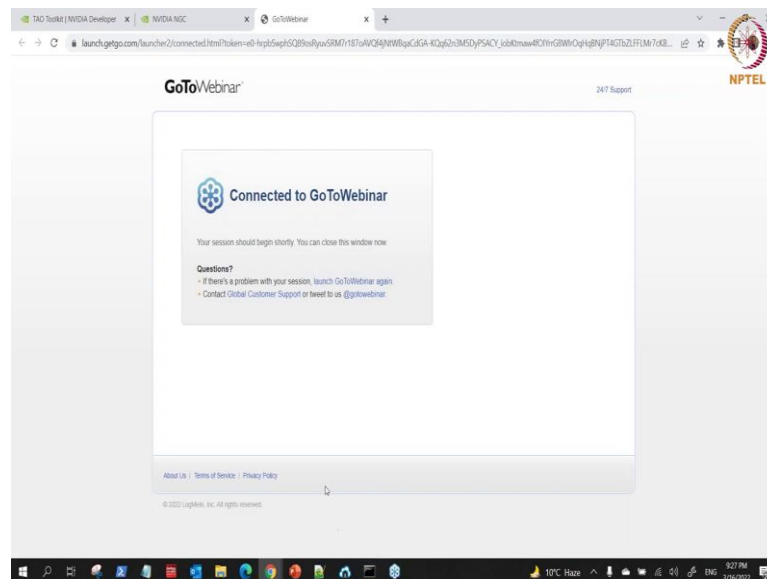 TAO Toolkit | NVIDIA Developer
NVIDIA NGC
GoToWebinar
NPTEL
GoToWebinar
24/7 Support
Connected to GoToWebinar
Your session should begin shortly. You can close this window now.
Questions?
If there's a problem with your session, launch GoToWebinar again.
Contact Global Customer Support or tweet to us @gotowebinar.
About Us | Terms of Service | Privacy Policy
© 2022 LogMeIn, Inc. All rights reserved.
10°C Haze
ENG
9:27 PM
3/16/2022